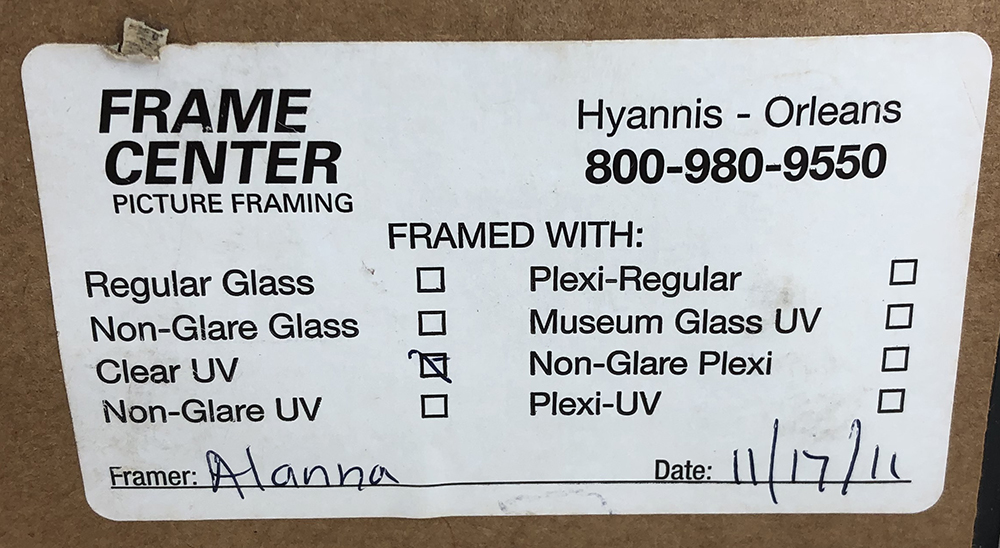 FRAME
CENTER
PICTURE FRAMING
Hyannis - Orleans
800-980-9550
FRAMED WITH:
Regular Glass
Non-Glare Glass
Clear UV
Non-Glare UV
Plexi-Regular
Museum Glass UV
Non-Glare Plexi
Plexi-UV
Framer: Alanna
Date: 11/17/11